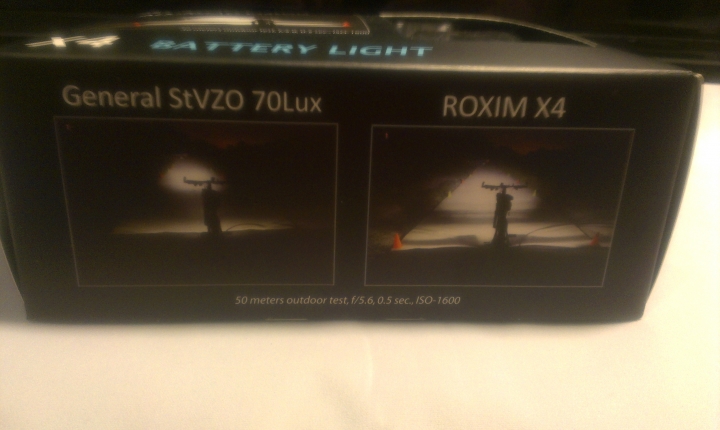 X4 BATTERY LIGHT
General StVZO 70Lux
ROXIM X4
50 meters outdoor test, f/5.6, 0.5 sec., ISO-1600